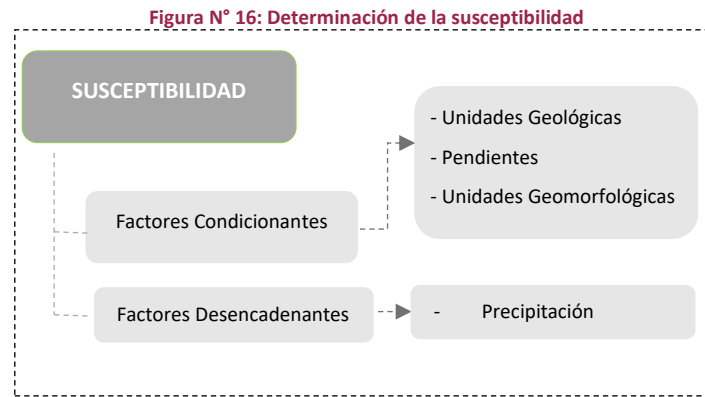 Figura N° 16: Determinación de la susceptibilidad
SUSCEPTIBILIDAD
- Unidades Geológicas
- Pendientes
- Unidades Geomorfológicas
Factores Condicionantes
Factores Desencadenantes
- Precipitación